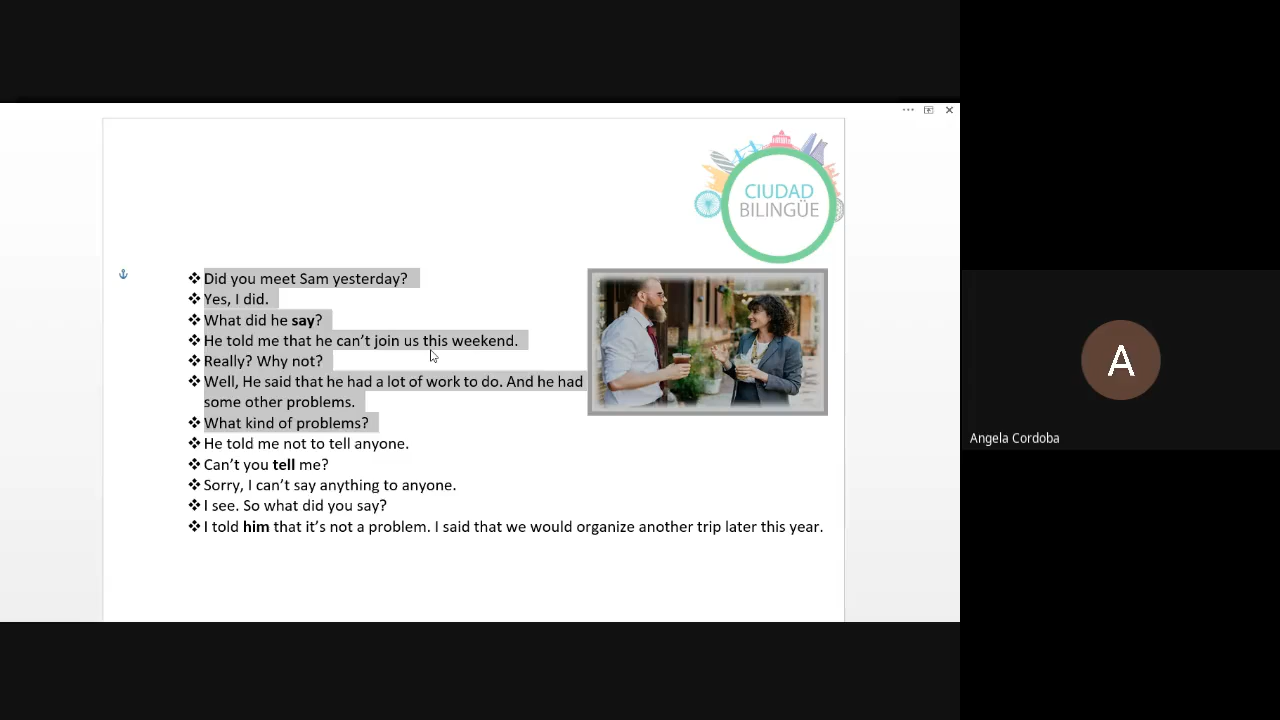 CIUDAD
BILINGÜE
❖Did you meet Sam yesterday?
❖Yes, I did.
❖What did he say?
❖He told me that he can't join us this weekend.
❖Really? Why not?
❖Well, He said that he had a lot of work to do. And he had
some other problems.
❖What kind of problems?
❖He told me not to tell anyone.
❖Can't you tell me?
❖Sorry, I can't say anything to anyone.
❖I see. So what did you say?
❖I told him that it's not a problem. I said that we would organize another trip later this year.
A
Angela Cordoba